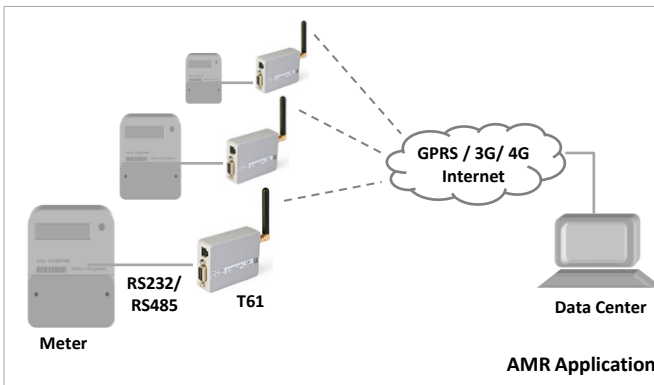 GPRS / 3G/ 4G
Internet
RS232/
RS485
T61
Meter
Data Center
AMR Application